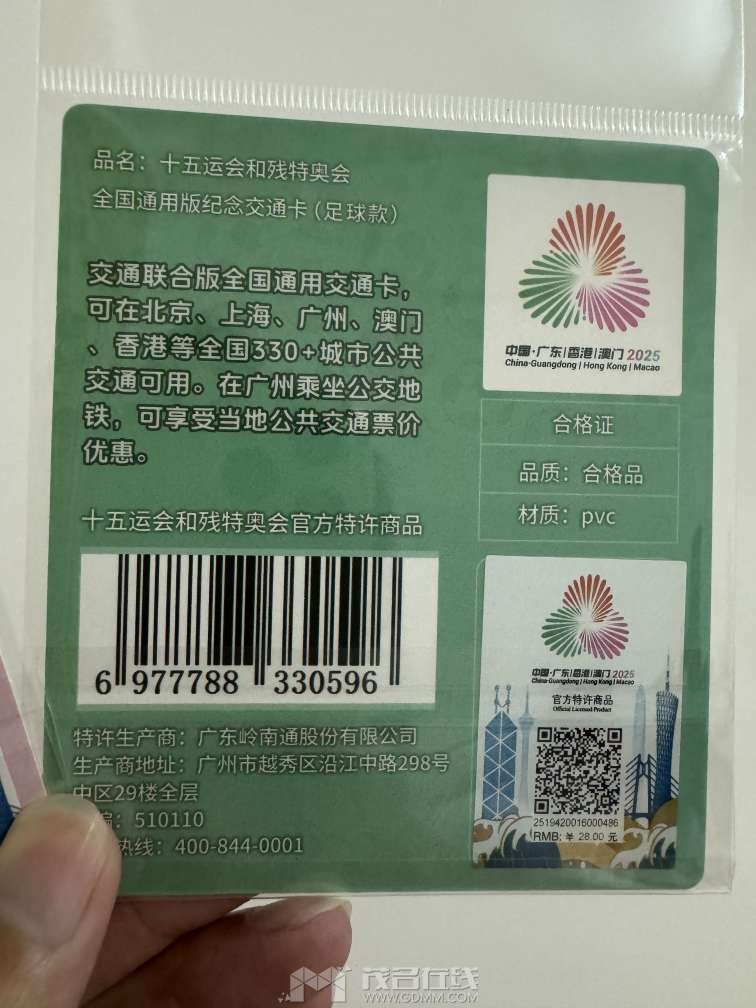 品名：十五运会和残特奥会
全国通用版纪念交通卡（足球款）
交通联合版全国通用交通卡，
可在北京、上海、广州、澳门
、香港等全国330+城市公共
交通可用。在广州乘坐公交地
铁，可享受当地公共交通票价
优惠。
十五运会和残特奥会官方特许商品
6 977788 330596
特许生产商：广东岭南通股份有限公司
生产商地址：广州市越秀区沿江中路298号
中区29楼全层
编：510110
热线：400-844-0001
中国·广东|香港|澳门 2025
China·Guangdong | Hong Kong | Macao
合格证
品质：合格品
材质：pvc
中国·广东|香港|澳门 2025
China·Guangdong | Hong Kong | Macao
官方特许商品
Official Licensed Product
2519420016000486
RMB: ¥ 28.00 元
茂名在线
WWW.GDMM.COM